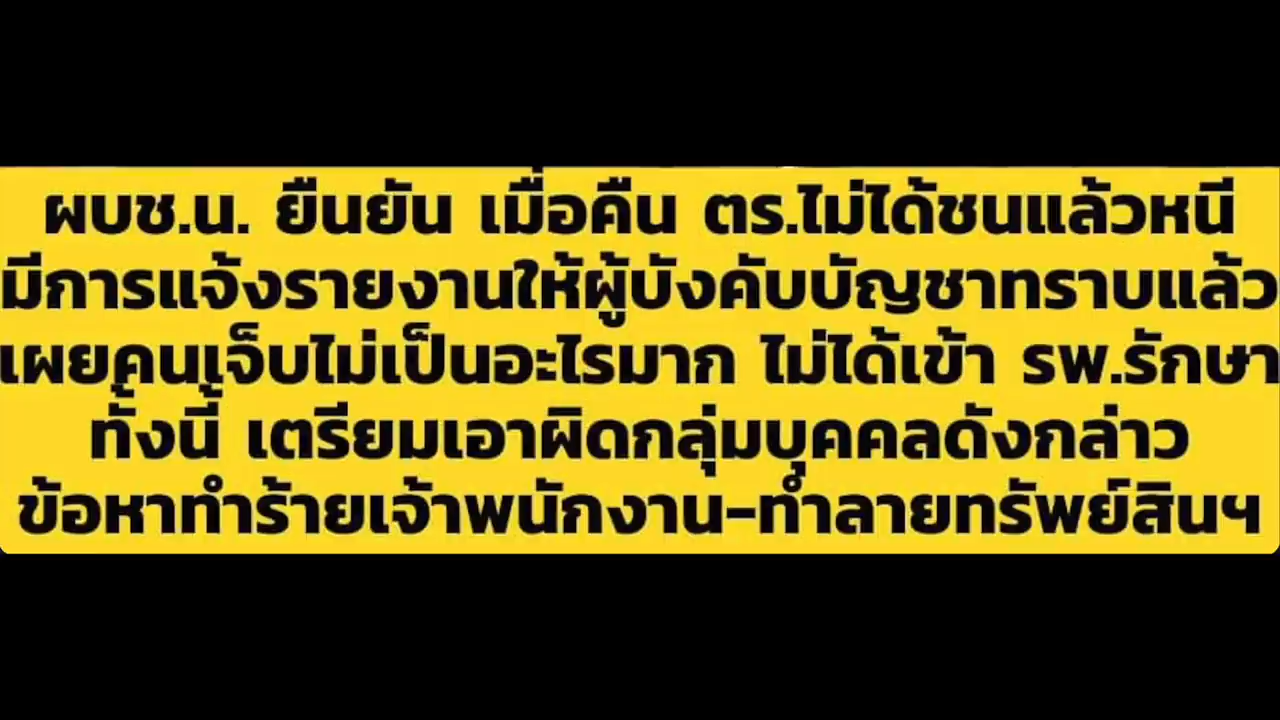 ผบช.น. ยืนยัน เมื่อคืน ตร.ไม่ได้ชนแล้วหนี
มีการแจ้งรายงานให้ผู้บังคับบัญชาทราบแล้ว
เผยคนเจ็บไม่เป็นอะไรมาก ไม่ได้เข้า รพ.รักษา
ทั้งนี้ เตรียมเอาผิดกลุ่มบุคคลดังกล่าว
ข้อหาทำร้ายเจ้าพนักงาน-ทำลายทรัพย์สินฯ